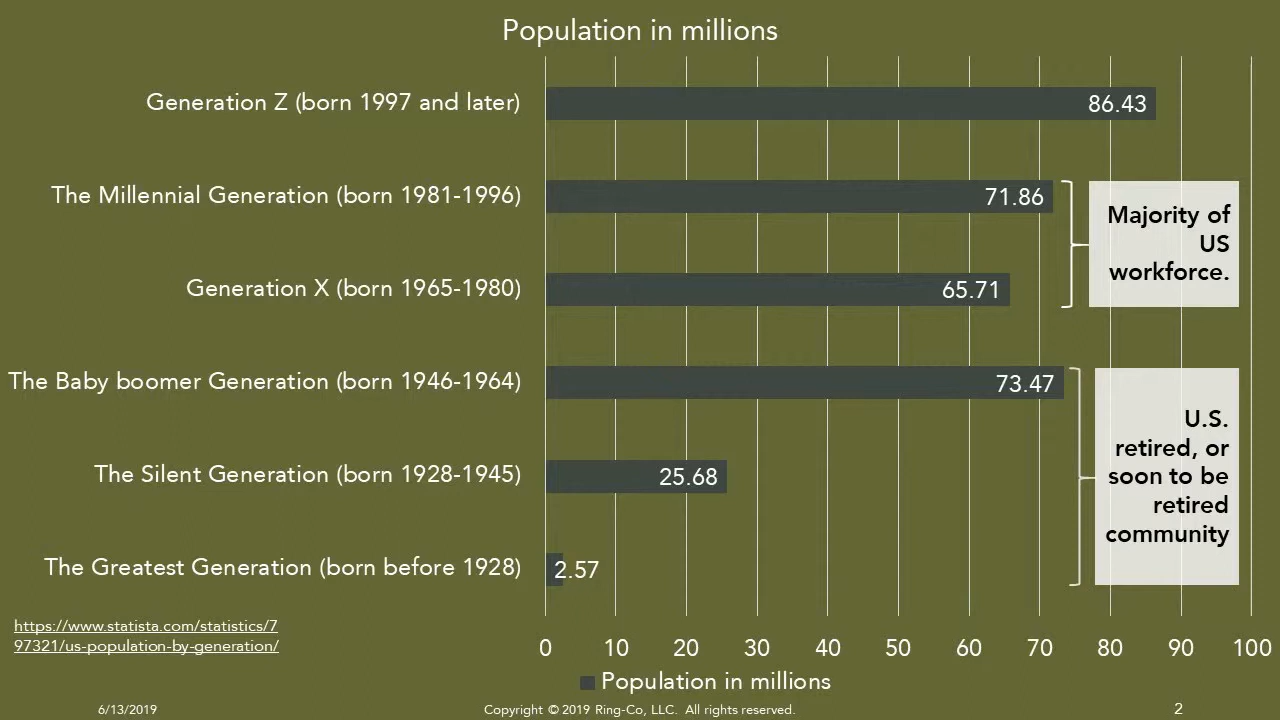 Population in millions
Generation Z (born 1997 and later)
86.43
The Millennial Generation (born 1981-1996)
71.86
Majority of
US
workforce.
Generation X (born 1965-1980)
65.71
The Baby boomer Generation (born 1946-1964)
73.47
U.S.
retired, or
soon to be
retired
community
The Silent Generation (born 1928-1945)
25.68
The Greatest Generation (born before 1928)
2.57
https://www.statista.com/statistics/7
97321/us-population-by-generation/
0 10 20 30 40 50 60 70 80 90 100
Population in millions
6/13/2019 Copyright © 2019 Ring-Co, LLC. All rights reserved. 2